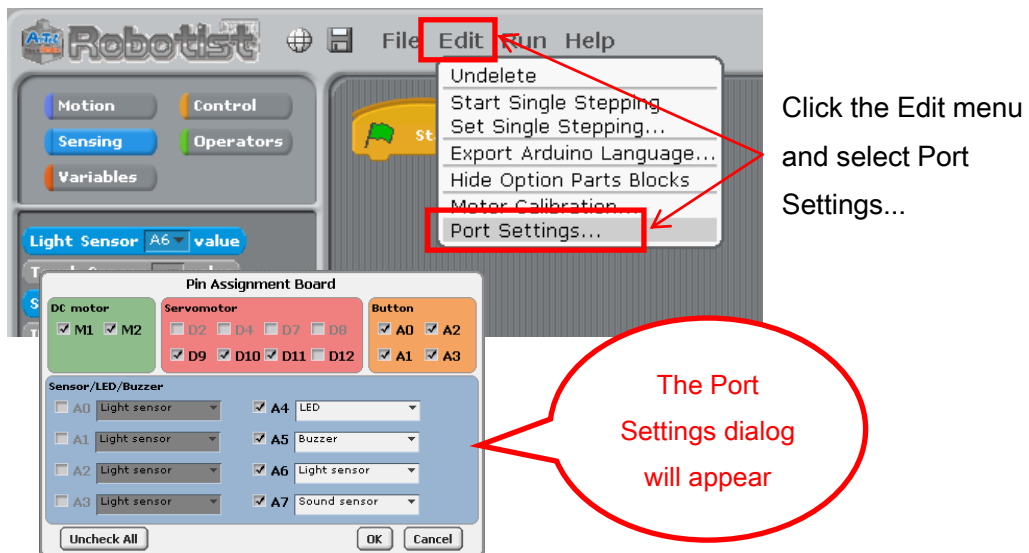 ArTeC Robotist File Edit Run Help
Undelete
Start Single Stepping
Set Single Stepping...
Export Arduino Language...
Hide Option Parts Blocks
Motor Calibration...
Port Settings...
Motion Control
Sensing Operators
Variables
Light Sensor A6 value
Click the Edit menu
and select Port
Settings...
Pin Assignment Board
DC motor Servomotor Button
M1 M2 D2 D4 D7 D8 A0 A2
D9 D10 D11 D12 A1 A3
Sensor/LED/Buzzer
A0 Light sensor A4 LED
A1 Light sensor A5 Buzzer
A2 Light sensor A6 Light sensor
A3 Light sensor A7 Sound sensor
Uncheck All OK Cancel
The Port
Settings dialog
will appear